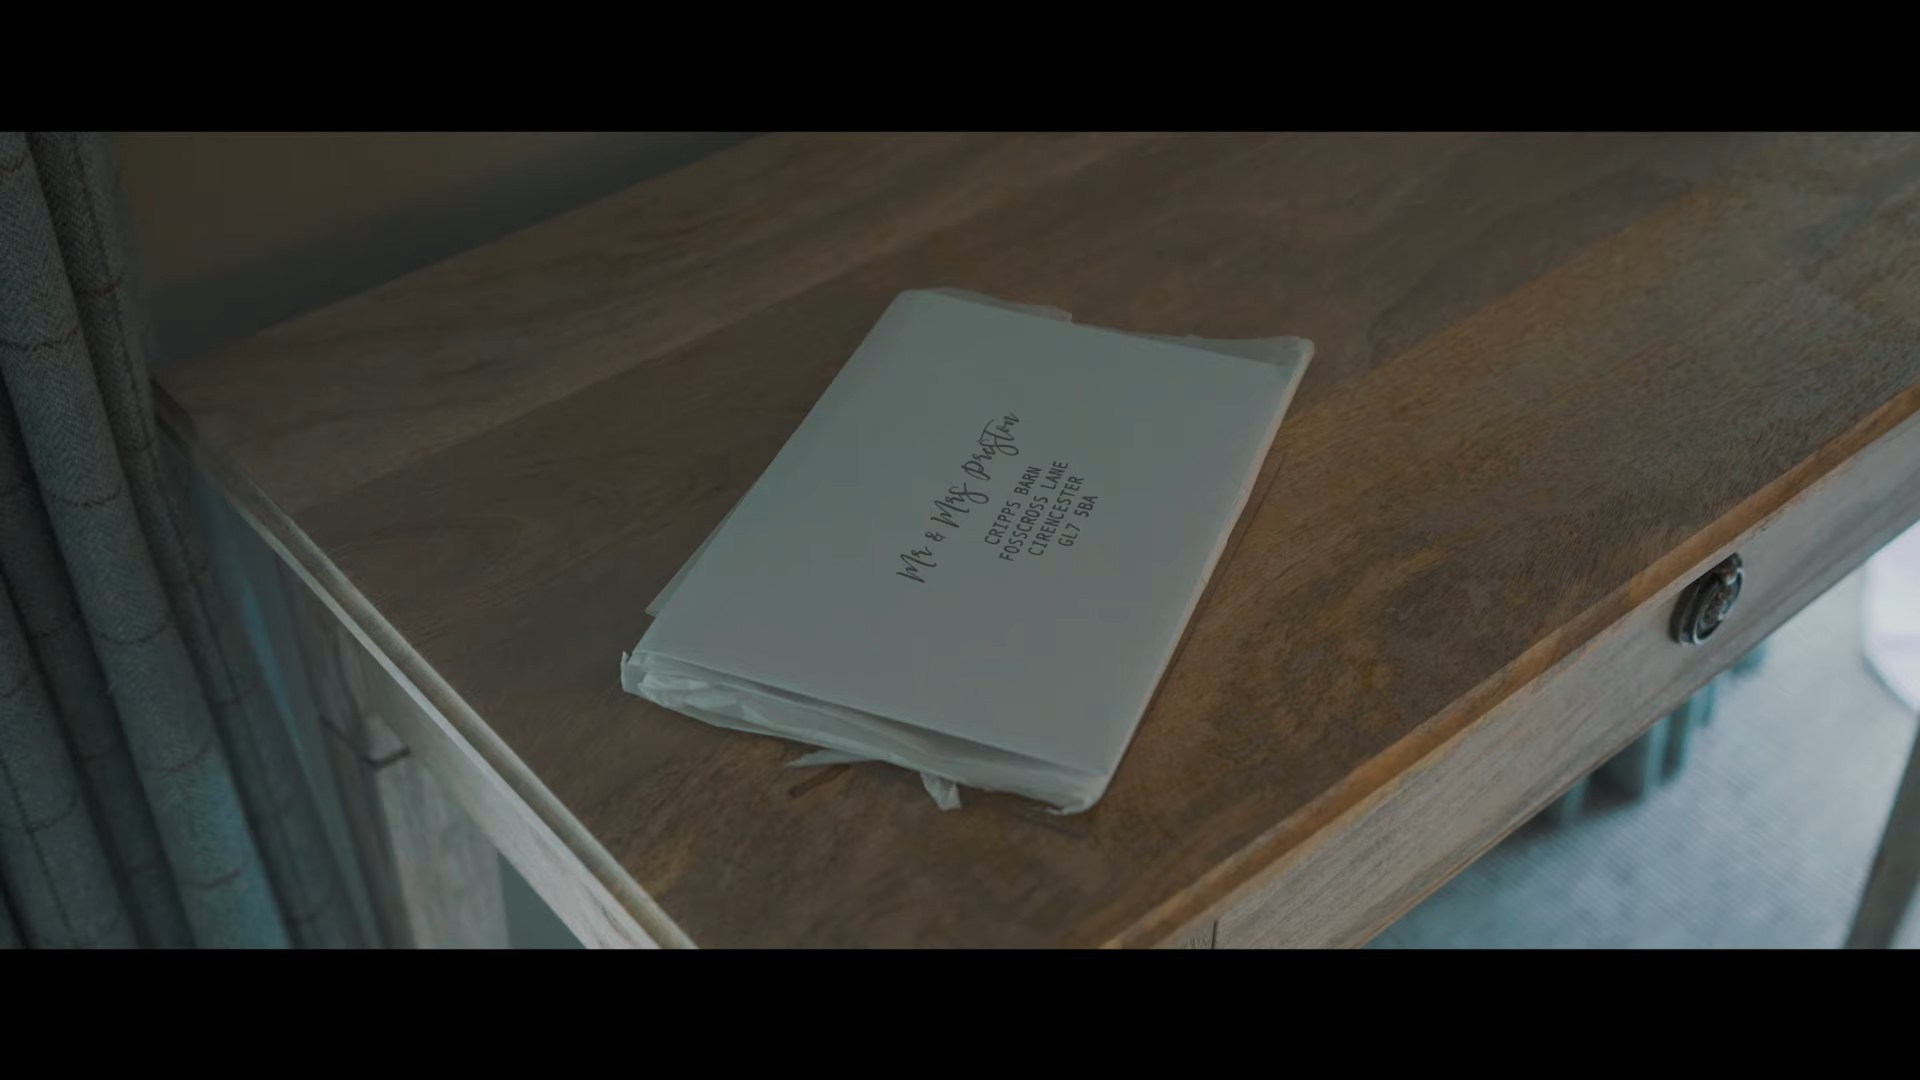 Mr & Mrs Preston
CRIPPS BARN
FOSSCROSS LANE
CIRENCESTER
GL7 5BA